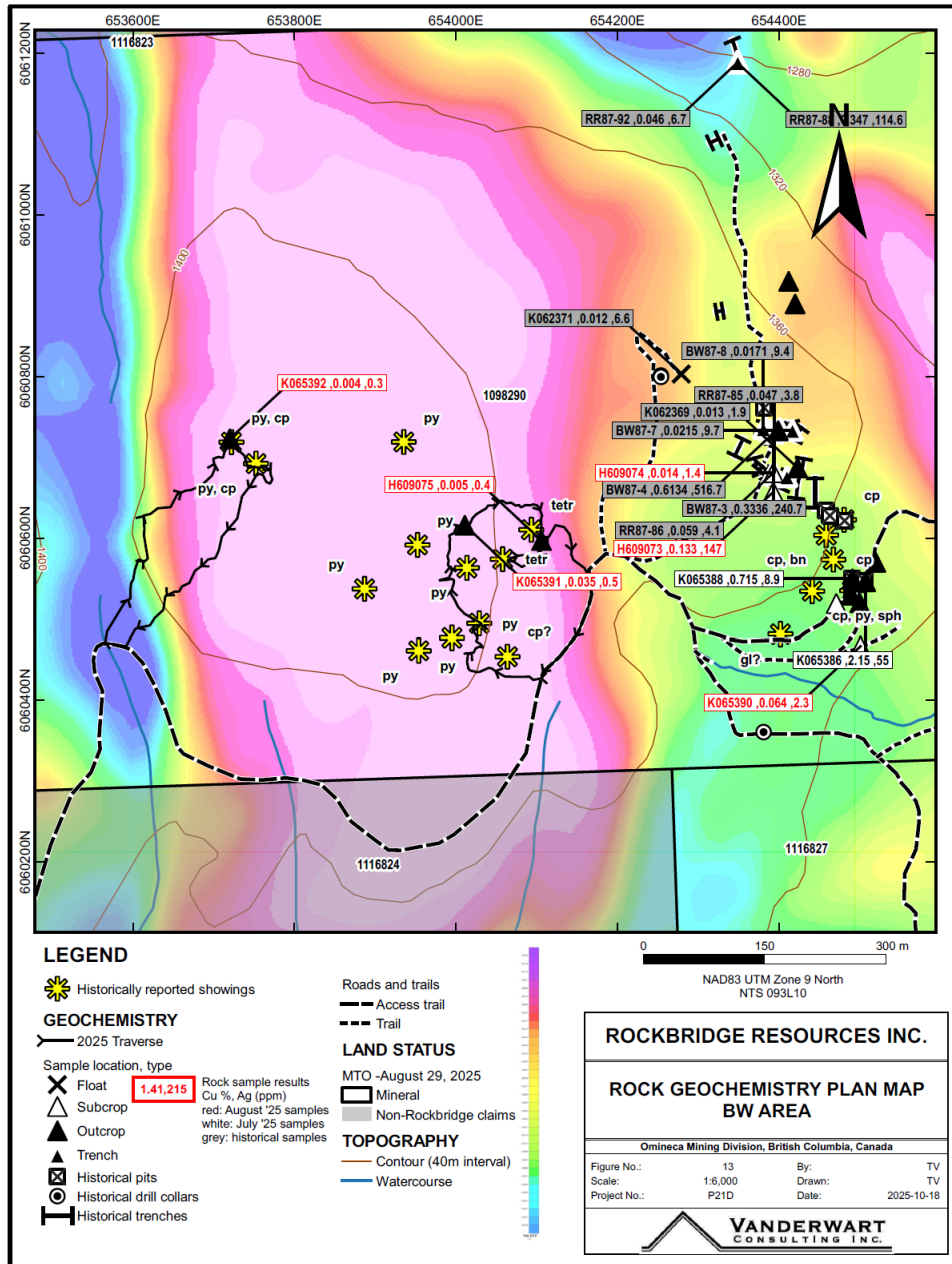 653600E
653800E
654000E
654200E
654400E
6061200N
6061000N
6060800N
6060600N
6060400N
6060200N
1116823
1280
RR87-92 ,0.046 ,6.7
347 ,114.6
N
1320
1400
1360
K062371 ,0.012 ,6.6
BW87-8 ,0.0171 ,9.4
K065392 ,0.004 ,0.3
1098290
RR87-85 ,0.047 ,3.8
K062369 ,0.013 ,1.9
BW87-7 ,0.0215 ,9.7
py, cp
py
H609075 ,0.005 ,0.4
H609074 ,0.014 ,1.4
BW87-4 ,0.6134 ,516.7
BW87-3 ,0.3336 ,240.7
RR87-86 ,0.059 ,4.1
H609073 ,0.133 ,147
py, cp
tetr
cp
py
tetr
cp, bn
cp
1400
K065391 ,0.035 ,0.5
K065388 ,0.715 ,8.9
py
py
py
cp?
cp, py, sph
py
py
gl?
K065386 ,2.15 ,55
K065390 ,0.064 ,2.3
1116824
1116827
LEGEND
Historically reported showings
GEOCHEMISTRY
2025 Traverse
Sample location, type
Float
Subcrop
Outcrop
Trench
Historical pits
Historical drill collars
Historical trenches
1.41,215
Rock sample results
Cu %, Ag (ppm)
red: August '25 samples
white: July '25 samples
grey: historical samples
Roads and trails
Access trail
Trail
LAND STATUS
MTO -August 29, 2025
Mineral
Non-Rockbridge claims
TOPOGRAPHY
Contour (40m interval)
Watercourse
0 150 300 m
NAD83 UTM Zone 9 North
NTS 093L10
ROCKBRIDGE RESOURCES INC.
ROCK GEOCHEMISTRY PLAN MAP
BW AREA
Omineca Mining Division, British Columbia, Canada
Figure No.: 13 By: TV
Scale: 1:6,000 Drawn: TV
Project No.: P21D Date: 2025-10-18
VANDERWART
CONSULTING INC.